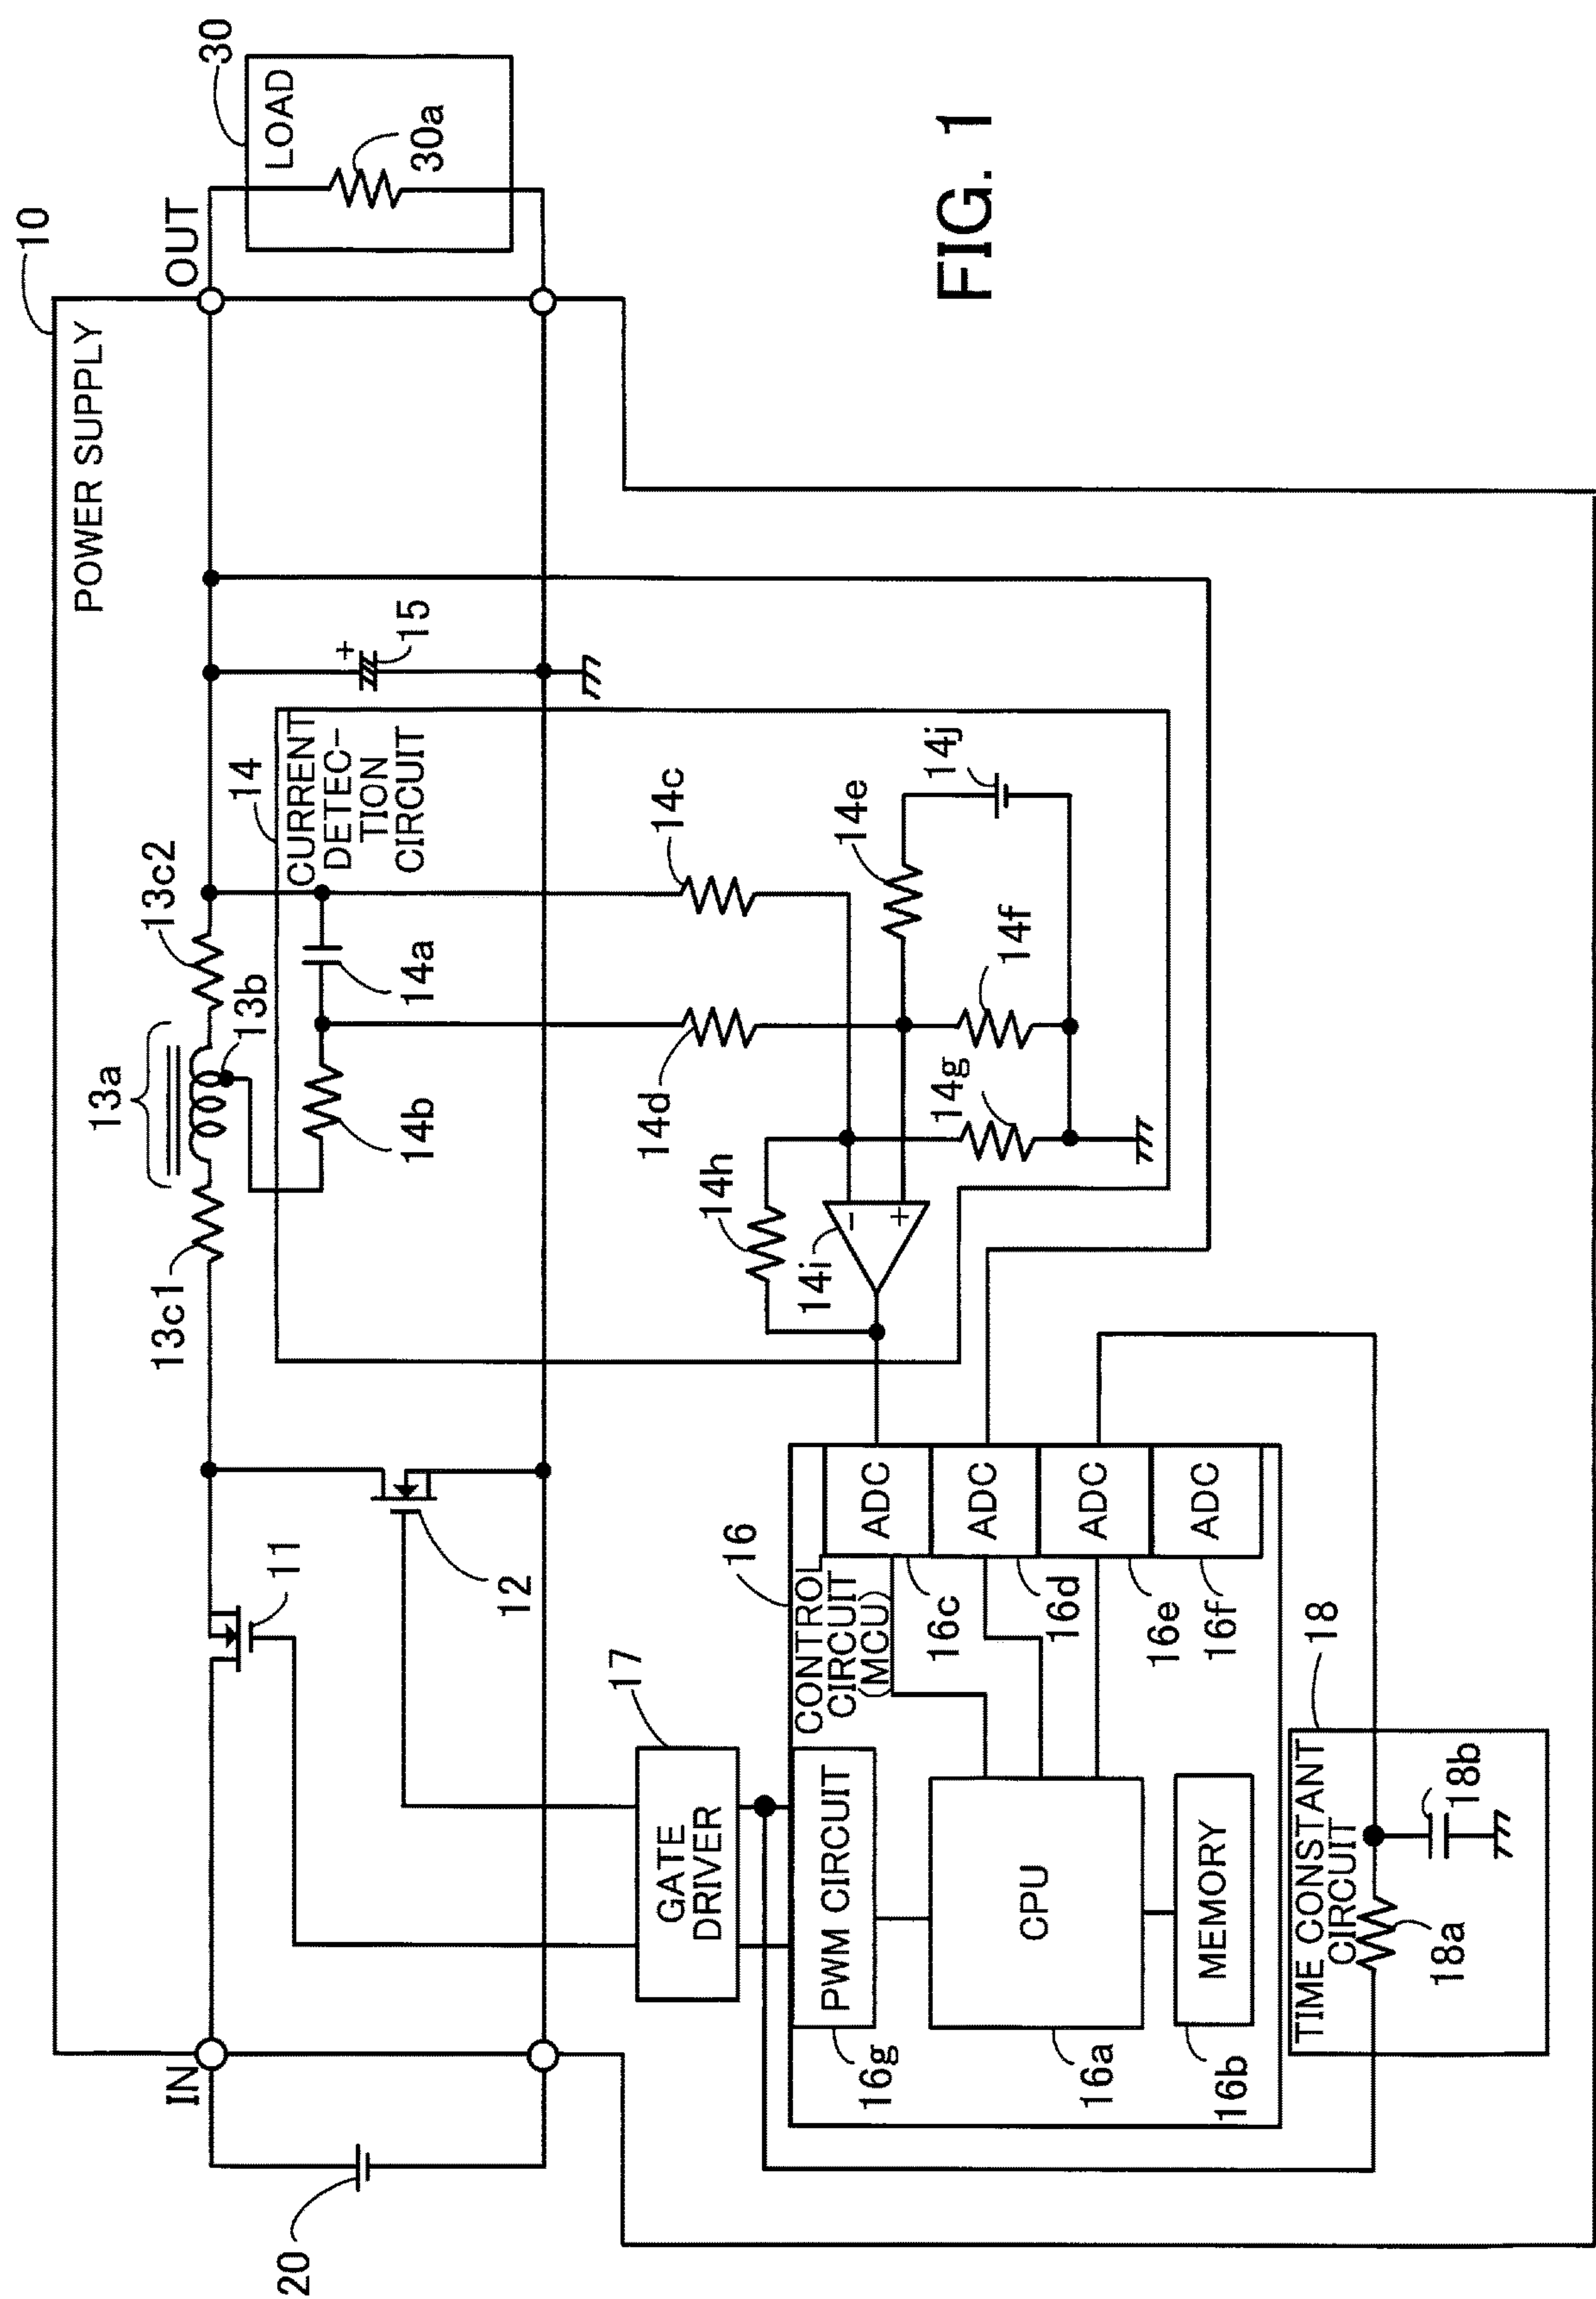 10
POWER SUPPLY
IN
OUT
20
11
12
13c1
13a
13b
13c2
14
CURRENT
DETEC-
TION
CIRCUIT
14a
14b
14c
14d
14e
14f
14g
14h
14i
14j
−
+
+
15
30
LOAD
30a
17
GATE
DRIVER
16
CONTROL
CIRCUIT
(MCU)
PWM CIRCUIT
16g
CPU
16a
MEMORY
16b
ADC
16c
ADC
16d
ADC
16e
ADC
16f
18
TIME CONSTANT
CIRCUIT
18a
18b
FIG. 1